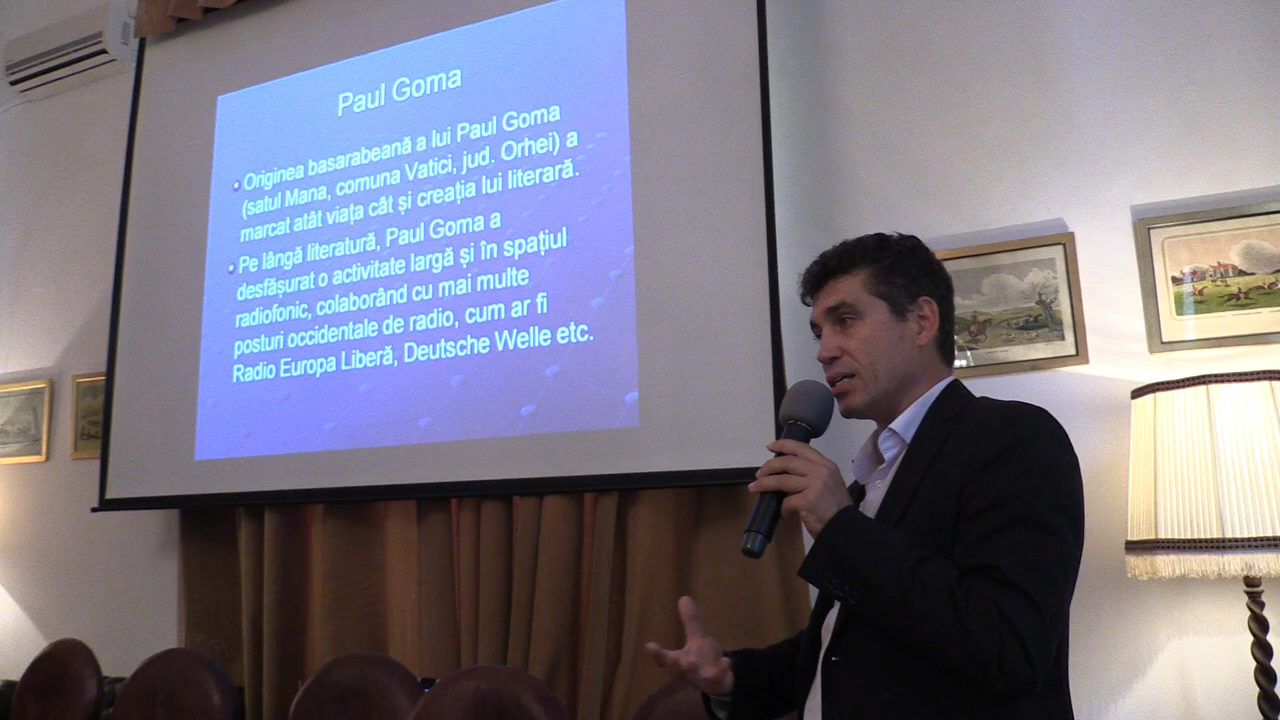 Paul Goma
Originea basarabeană a lui Paul Goma
(satul Mana, comuna Vatici, jud. Orhei) a
marcat atât viața cât și creația lui literară.
Pe lângă literatură, Paul Goma a
desfășurat o activitate largă și în spațiul
radiofonic, colaborând cu mai multe
posturi occidentale de radio, cum ar fi
Radio Europa Liberă, Deutsche Welle etc.